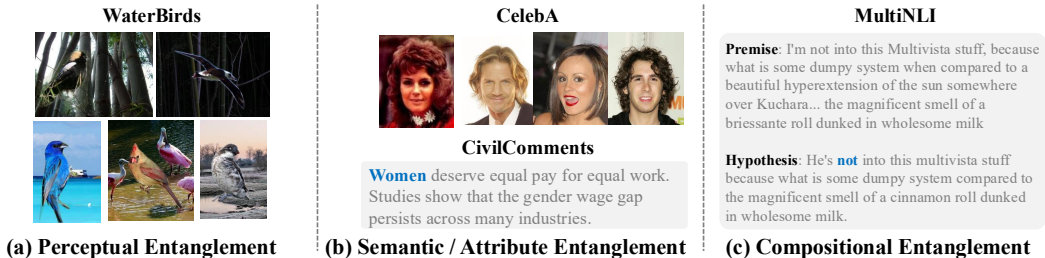 WaterBirds
(a) Perceptual Entanglement
CelebA
CivilComments
Women deserve equal pay for equal work.
Studies show that the gender wage gap
persists across many industries.
(b) Semantic / Attribute Entanglement
MultiNLI
Premise: I'm not into this Multivista stuff, because
what is some dumpy system when compared to a
beautiful hyperextension of the sun somewhere
over Kuchara... the magnificent smell of a
briessante roll dunked in wholesome milk
Hypothesis: He's not into this multivista stuff
because what is some dumpy system compared to
the magnificent smell of a cinnamon roll dunked
in wholesome milk.
(c) Compositional Entanglement